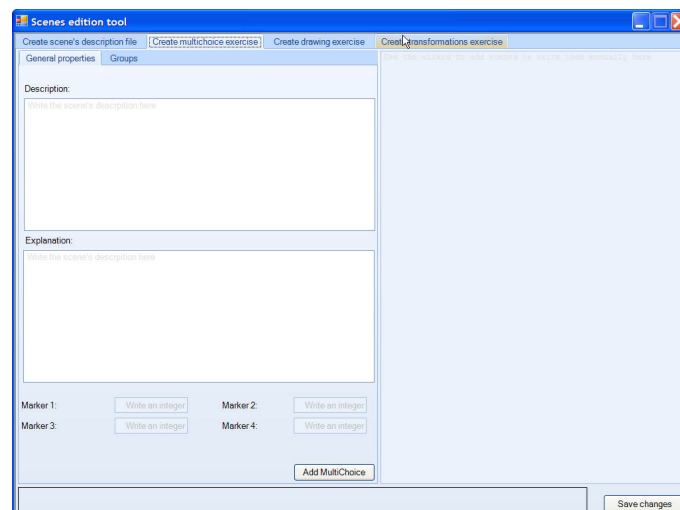 Scenes edition tool
Create scene's description file Create multichoice exercise Create drawing exercise Create transformations exercise
General properties Groups
Description:
Write the scene's descrpition here
Explanation:
Write the scene's descrpition here
Marker 1: Write an integer Marker 2: Write an integer
Marker 3: Write an integer Marker 4: Write an integer
Add MultiChoice
Save changes